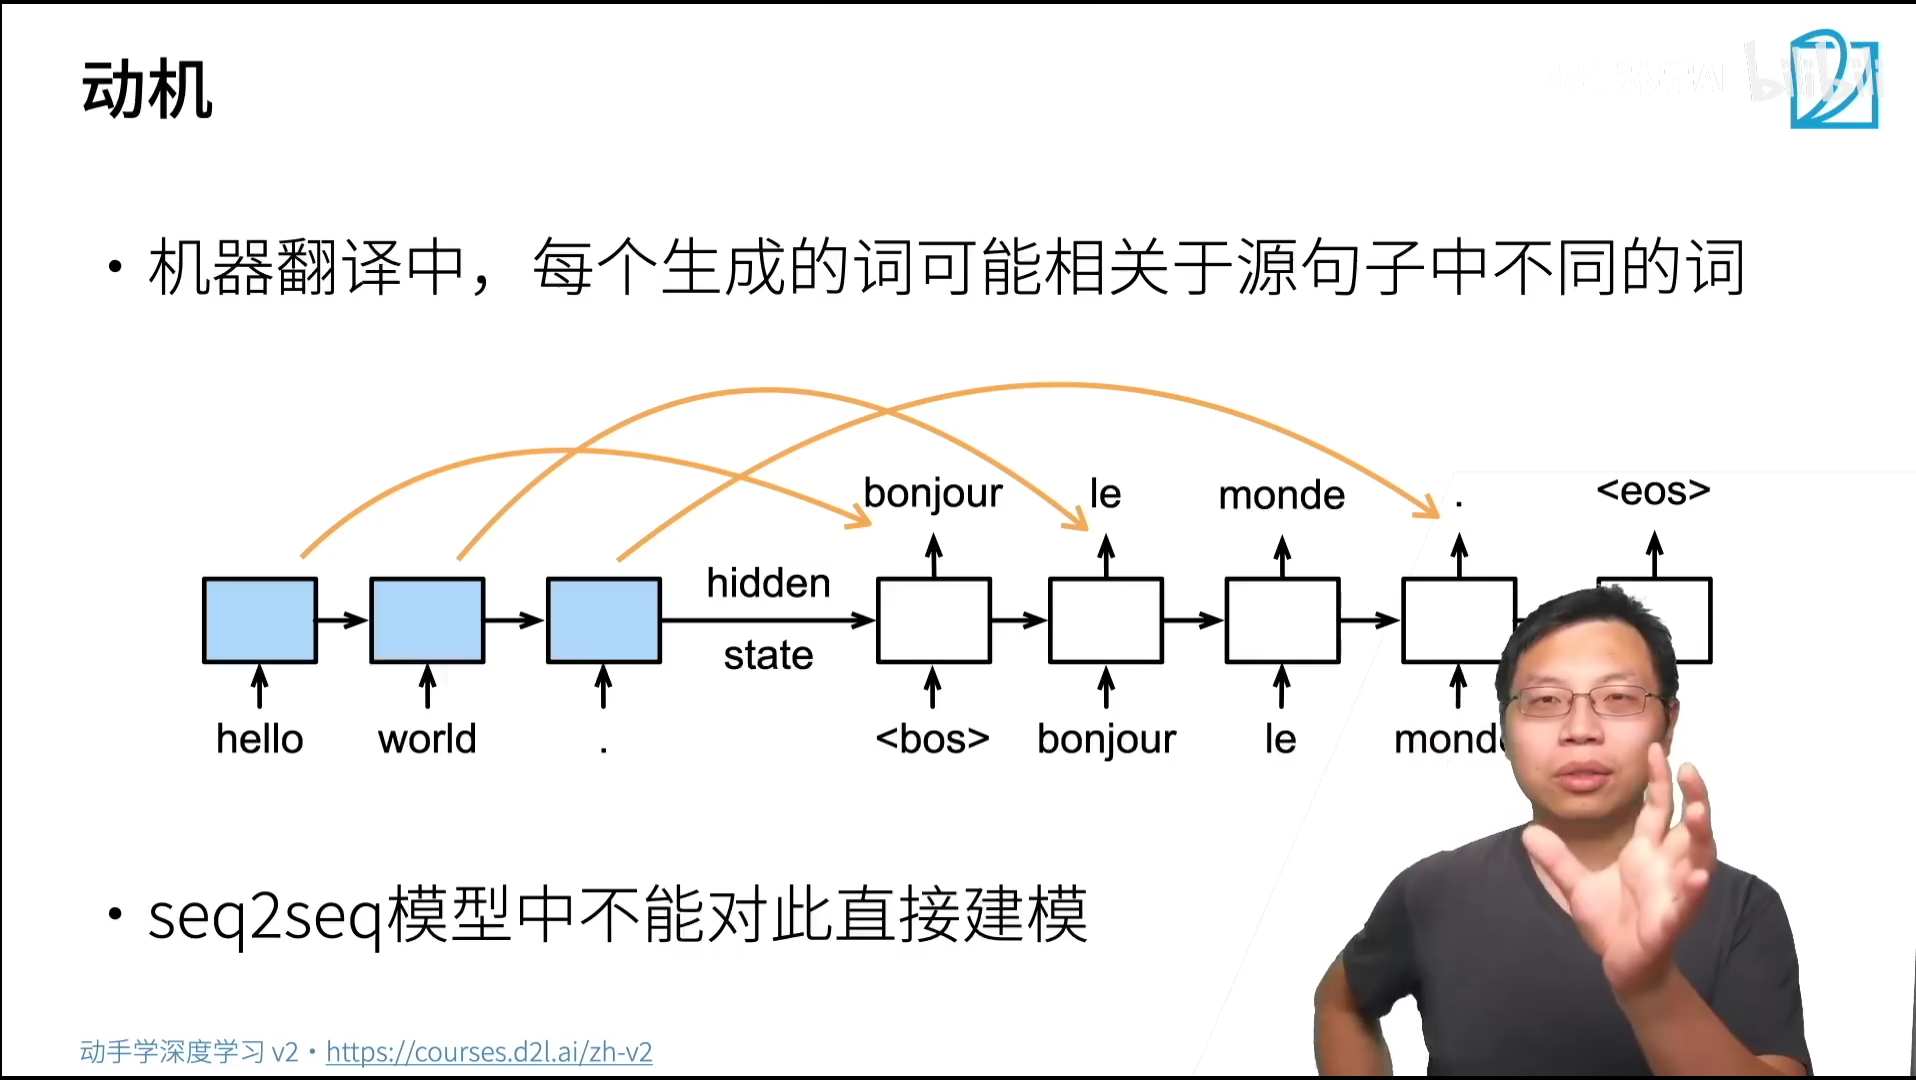 动机
bilibili
• 机器翻译中，每个生成的词可能相关于源句子中不同的词
bonjour le monde . <eos>
hidden
state
hello world . <bos> bonjour le mond
• seq2seq模型中不能对此直接建模
动手学深度学习 v2 • https://courses.d2l.ai/zh-v2